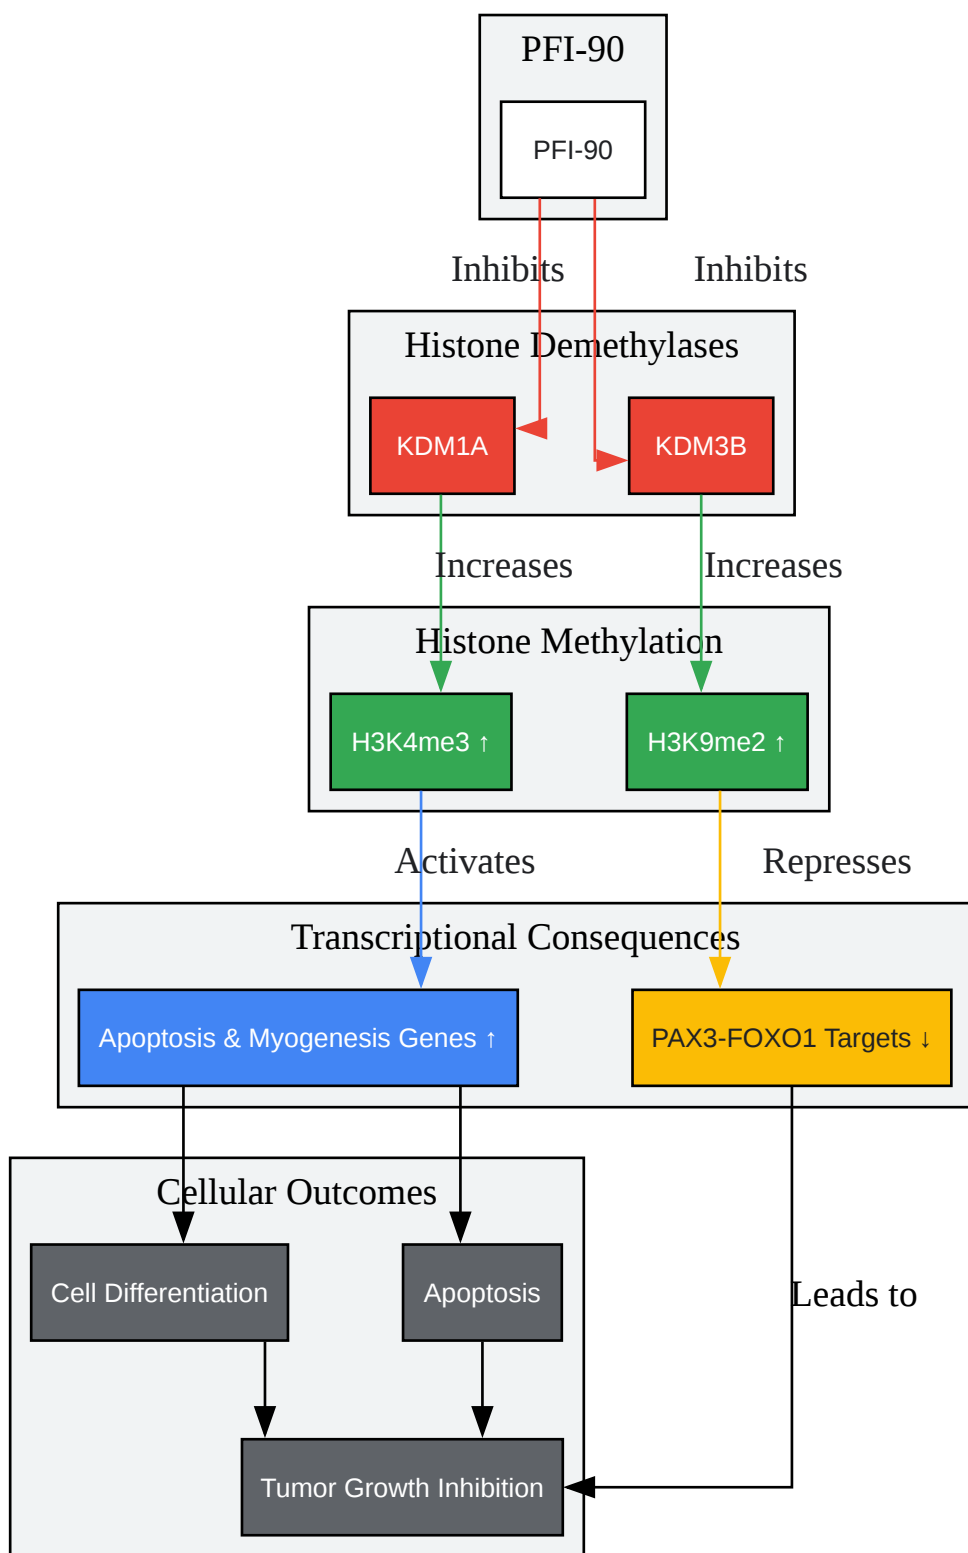 PFI-90
PFI-90
Inhibits
Inhibits
Histone Demethylases
KDM1A
KDM3B
Increases
Increases
Histone Methylation
H3K4me3 ↑
H3K9me2 ↑
Activates
Represses
Transcriptional Consequences
Apoptosis & Myogenesis Genes ↑
PAX3-FOXO1 Targets ↓
Cellular Outcomes
Cell Differentiation
Apoptosis
Leads to
Tumor Growth Inhibition